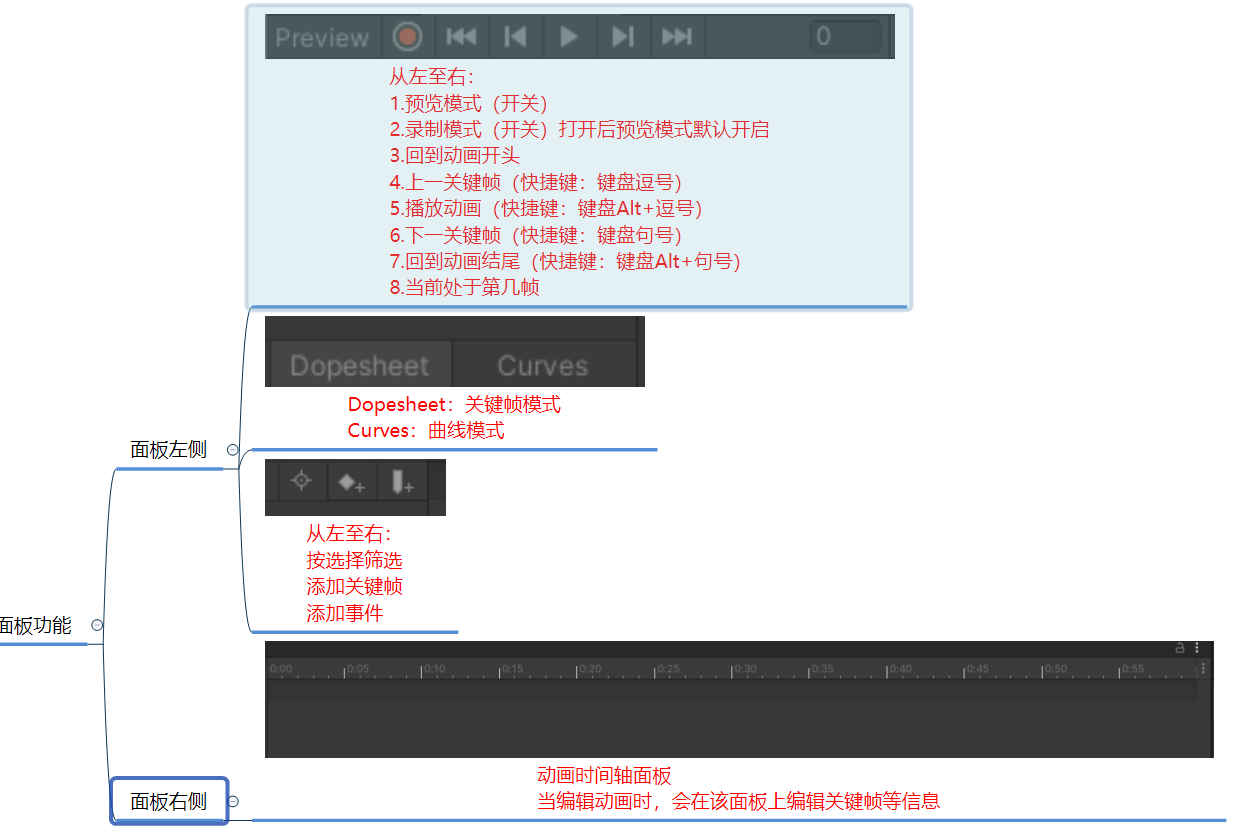 Preview
0
从左至右：
1.预览模式（开关）
2.录制模式（开关）打开后预览模式默认开启
3.回到动画开头
4.上一关键帧（快捷键：键盘逗号）
5.播放动画（快捷键：键盘Alt+逗号）
6.下一关键帧（快捷键：键盘句号）
7.回到动画结尾（快捷键：键盘Alt+句号）
8.当前处于第几帧
Dopesheet Curves
Dopesheet：关键帧模式
Curves：曲线模式
面板左侧
从左至右：
按选择筛选
添加关键帧
添加事件
面板功能
0:00 0:05 0:10 0:15 0:20 0:25 0:30 0:35 0:40 0:45 0:50 0:55
面板右侧
动画时间轴面板
当编辑动画时，会在该面板上编辑关键帧等信息